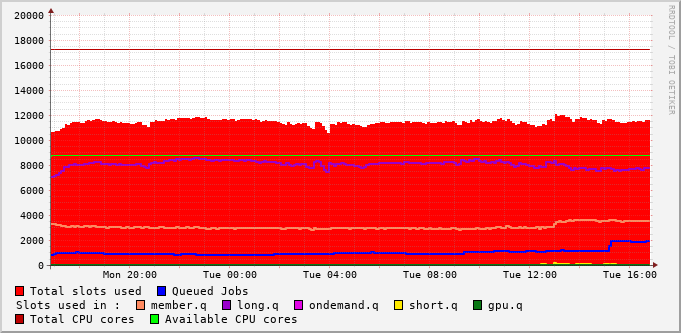 20000
18000
16000
14000
12000
10000
8000
6000
4000
2000
0
Mon 20:00 Tue 00:00 Tue 04:00 Tue 08:00 Tue 12:00 Tue 16:00
Total slots used Queued Jobs
Slots used in : member.q long.q ondemand.q short.q gpu.q
Total CPU cores Available CPU cores
RRDTOOL / TOBI OETIKER